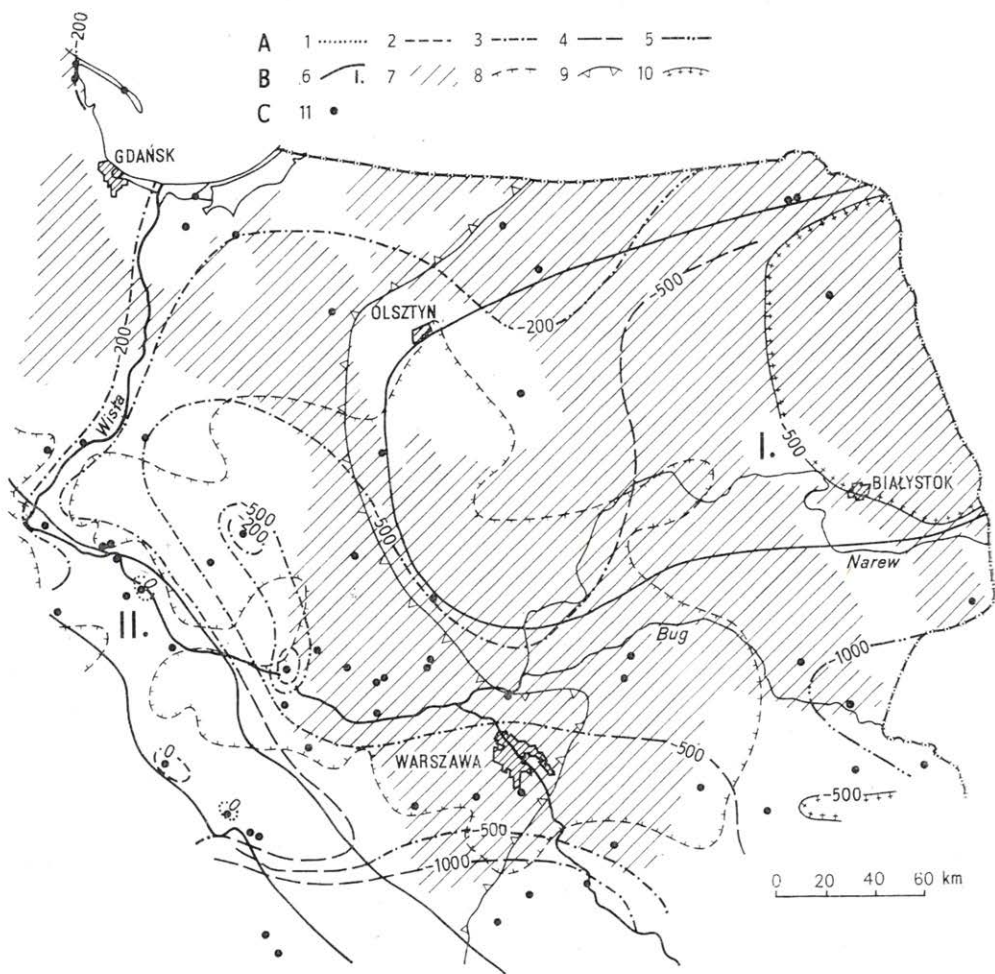 -200
A 1 2 3 4 5
B 6 I. 7 8 9 10
C 11
GDAŃSK
OLSZTYN
-200
-500
-200
Wisła
500
I.
BIAŁYSTOK
500
200
500
Narew
0
II.
Bug
-1000
WARSZAWA
500
0
-500
0
-500
-1000
0 20 40 60 km